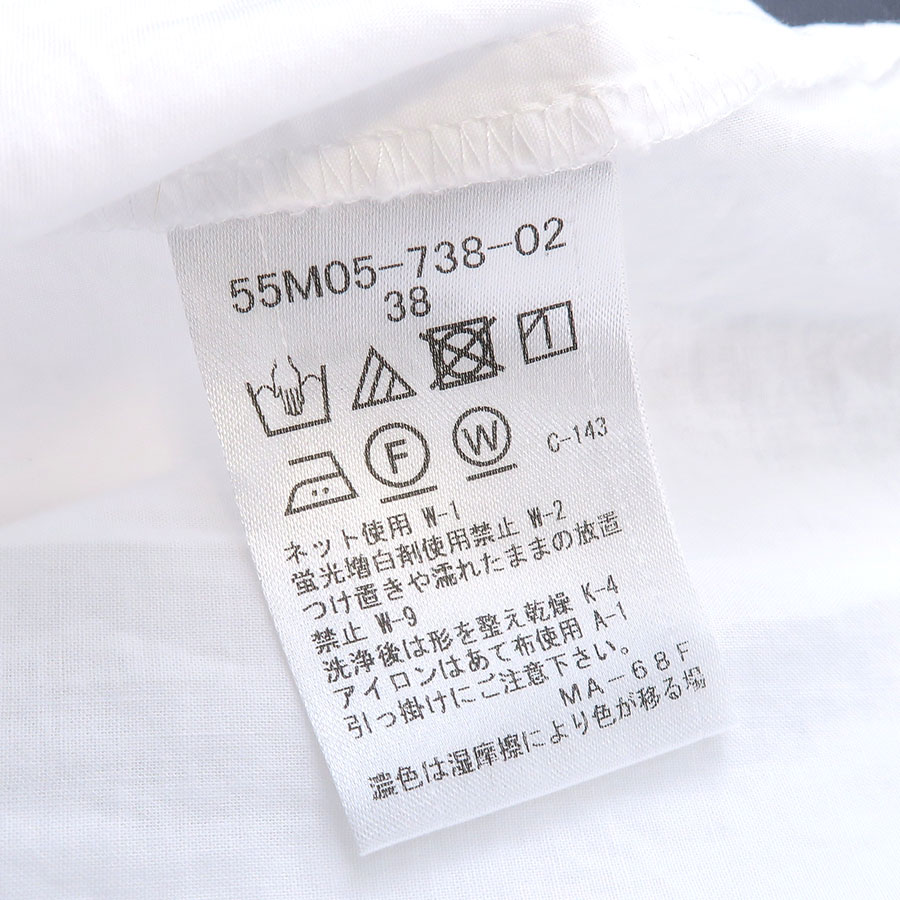 55M05-738-02
38
F W C-143
ネット使用 W-1
蛍光増白剤使用禁止 W-2
つけ置きや濡れたままの放置
禁止 W-9
洗浄後は形を整え乾燥 K-4
アイロンはあて布使用 A-1
引っ掛けにご注意下さい。
MA-68F
濃色は湿摩擦により色が移る場